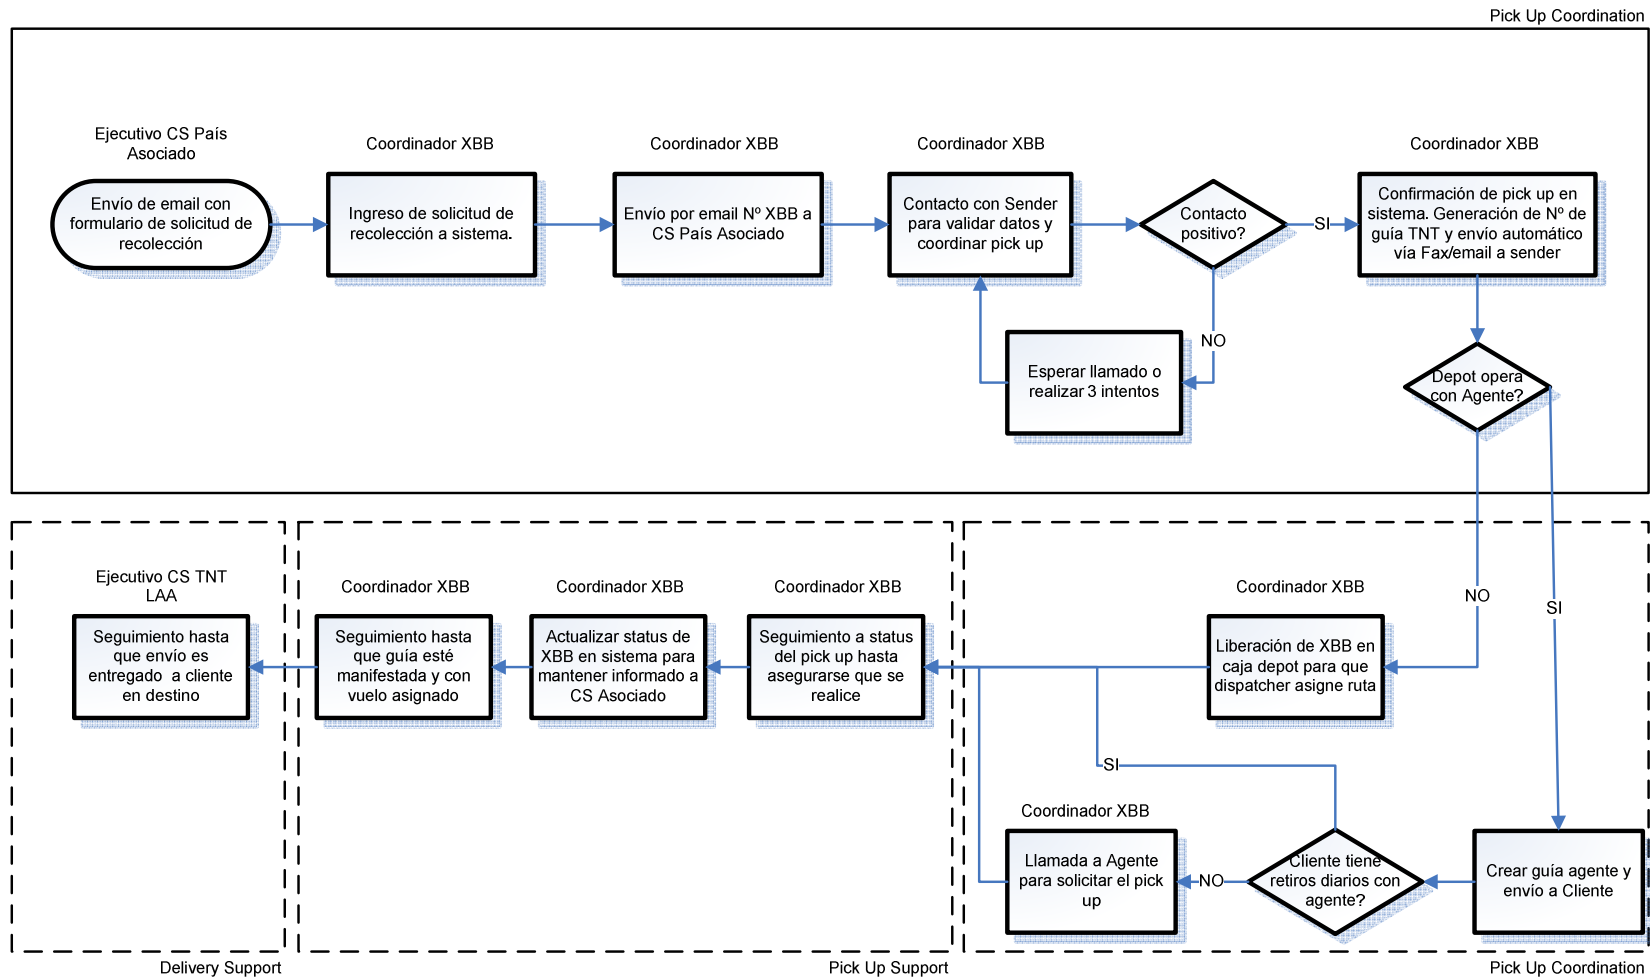 Pick Up Coordination
Ejecutivo CS País
Asociado
Envío de email con
formulario de solicitud de
recolección
Coordinador XBB
Ingreso de solicitud de
recolección a sistema.
Coordinador XBB
Envío por email Nº XBB a
CS País Asociado
Coordinador XBB
Contacto con Sender
para validar datos y
coordinar pick up
Contacto
positivo?
SI
NO
Esperar llamado o
realizar 3 intentos
Coordinador XBB
Confirmación de pick up en
sistema. Generación de Nº de
guía TNT y envío automático
vía Fax/email a sender
Depot opera
con Agente?
NO
SI
Coordinador XBB
Liberación de XBB en
caja depot para que
dispatcher asigne ruta
Crear guía agente y
envío a Cliente
Cliente tiene
retiros diarios con
agente?
SI
NO
Coordinador XBB
Llamada a Agente
para solicitar el pick
up
Pick Up Coordination
Coordinador XBB
Seguimiento a status
del pick up hasta
asegurarse que se
realice
Coordinador XBB
Actualizar status de
XBB en sistema para
mantener informado a
CS Asociado
Coordinador XBB
Seguimiento hasta
que guía esté
manifestada y con
vuelo asignado
Pick Up Support
Ejecutivo CS TNT
LAA
Seguimiento hasta
que envío es
entregado a cliente
en destino
Delivery Support